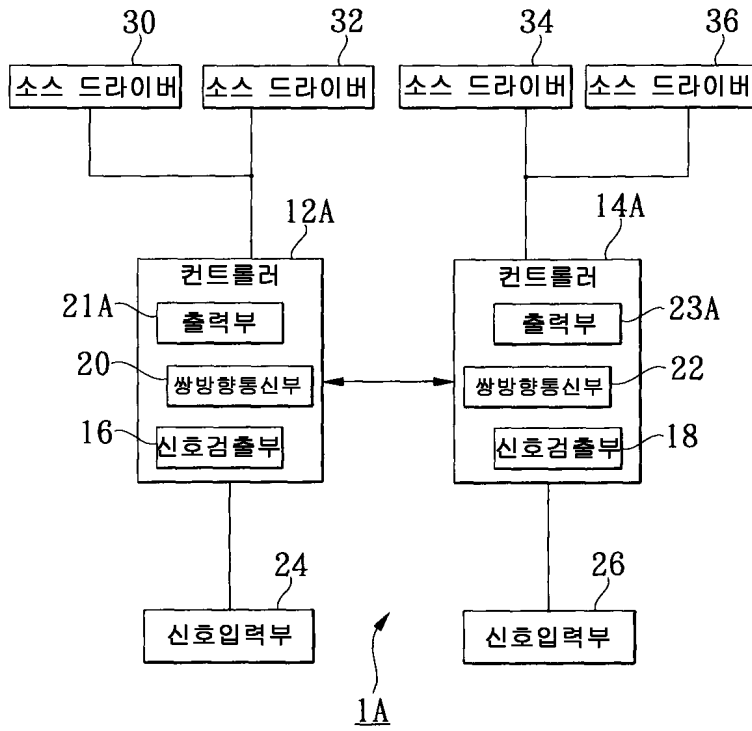 30
32
34
36
소스 드라이버
소스 드라이버
소스 드라이버
소스 드라이버
12A
14A
컨트롤러
컨트롤러
21A
출력부
출력부
23A
20
쌍방향통신부
쌍방향통신부
22
16
신호검출부
신호검출부
18
24
26
신호입력부
신호입력부
1A